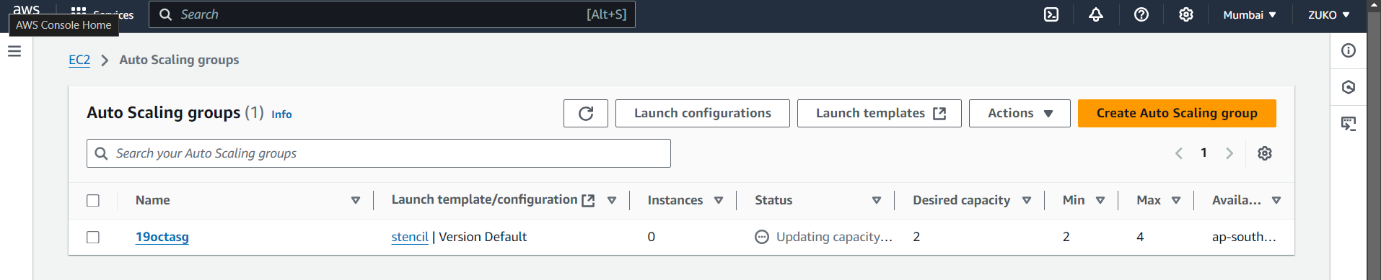 aws
Services
Search
[Alt+S]
Mumbai
ZUKO
AWS Console Home
EC2
Auto Scaling groups
Auto Scaling groups (1) Info
Launch configurations
Launch templates
Actions
Create Auto Scaling group
Search your Auto Scaling groups
1
Name
Launch template/configuration
Instances
Status
Desired capacity
Min
Max
Availa...
19octasg
stencil | Version Default
0
Updating capacity...
2
2
4
ap-south...